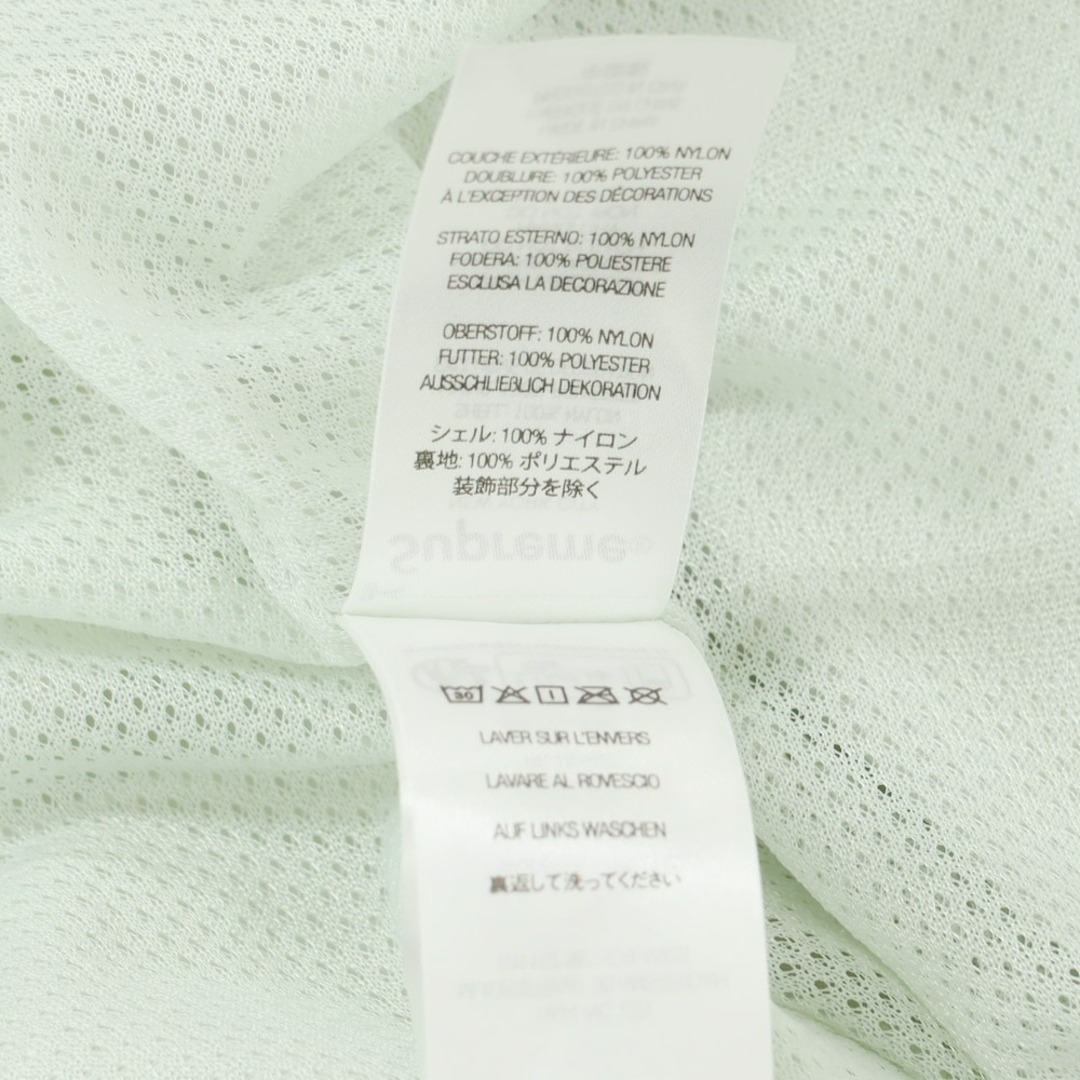 COUCHE EXTÉRIEURE: 100% NYLON
DOUBLURE: 100% POLYESTER
À L'EXCEPTION DES DÉCORATIONS
STRATO ESTERNO: 100% NYLON
FODERA: 100% POLIESTERE
ESCLUSA LA DECORAZIONE
OBERSTOFF: 100% NYLON
FUTTER: 100% POLYESTER
AUSSCHLIEßLICH DEKORATION
シェル: 100% ナイロン
裏地: 100% ポリエステル
装飾部分を除く
Supreme®
30
LAVER SUR L'ENVERS
LAVARE AL ROVESCIO
AUF LINKS WASCHEN
裏返して洗ってください